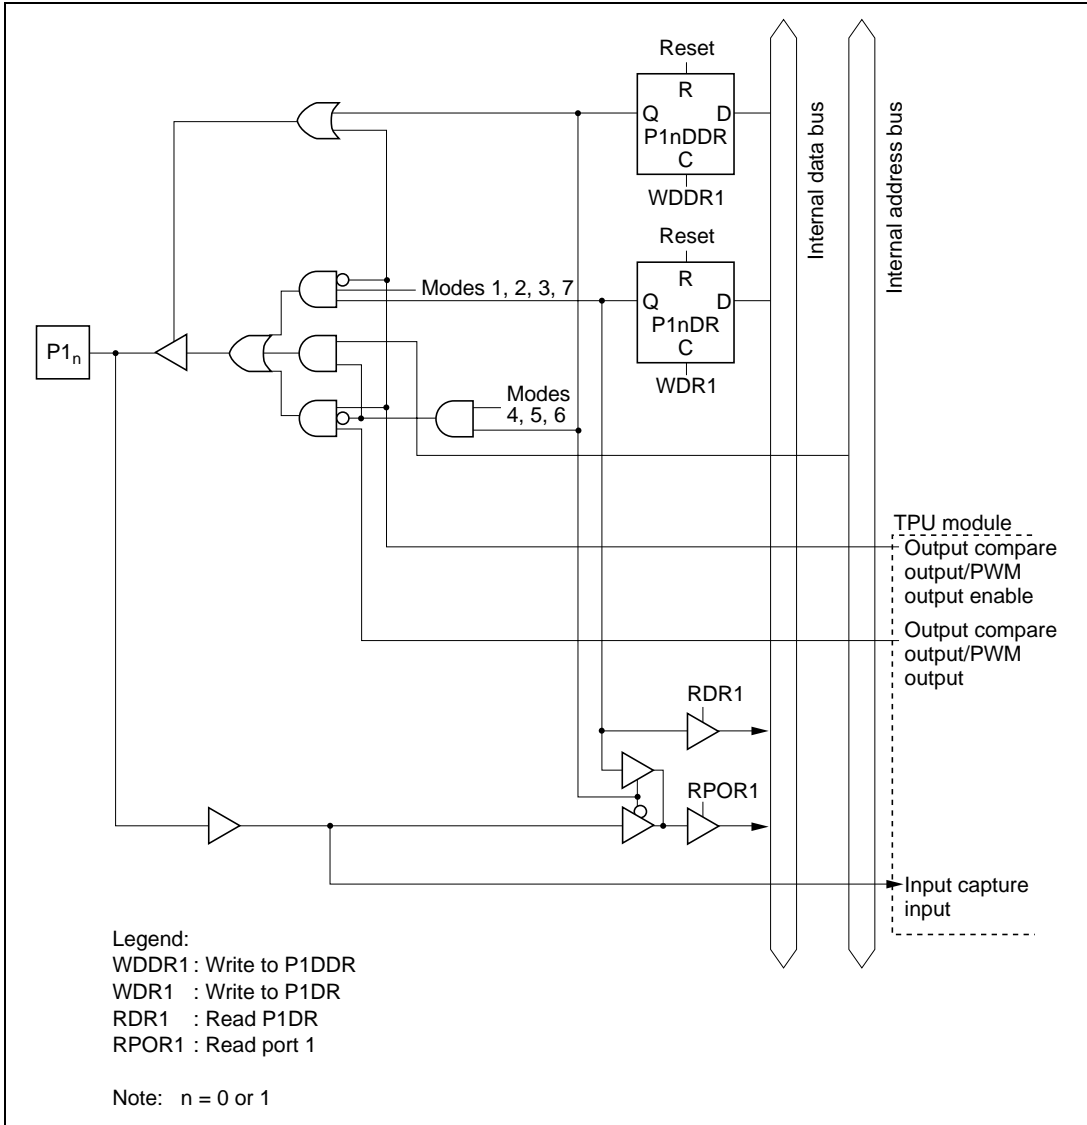 Reset
R
Q D
P1nDDR
C
WDDR1
Reset
R
Q D
P1nDR
C
WDR1
Internal data bus
Internal address bus
Modes 1, 2, 3, 7
P1n
Modes
4, 5, 6
TPU module
Output compare
output/PWM
output enable
Output compare
output/PWM
output
RDR1
RPOR1
Input capture
input
Legend:
WDDR1 : Write to P1DDR
WDR1 : Write to P1DR
RDR1 : Read P1DR
RPOR1 : Read port 1
Note: n = 0 or 1